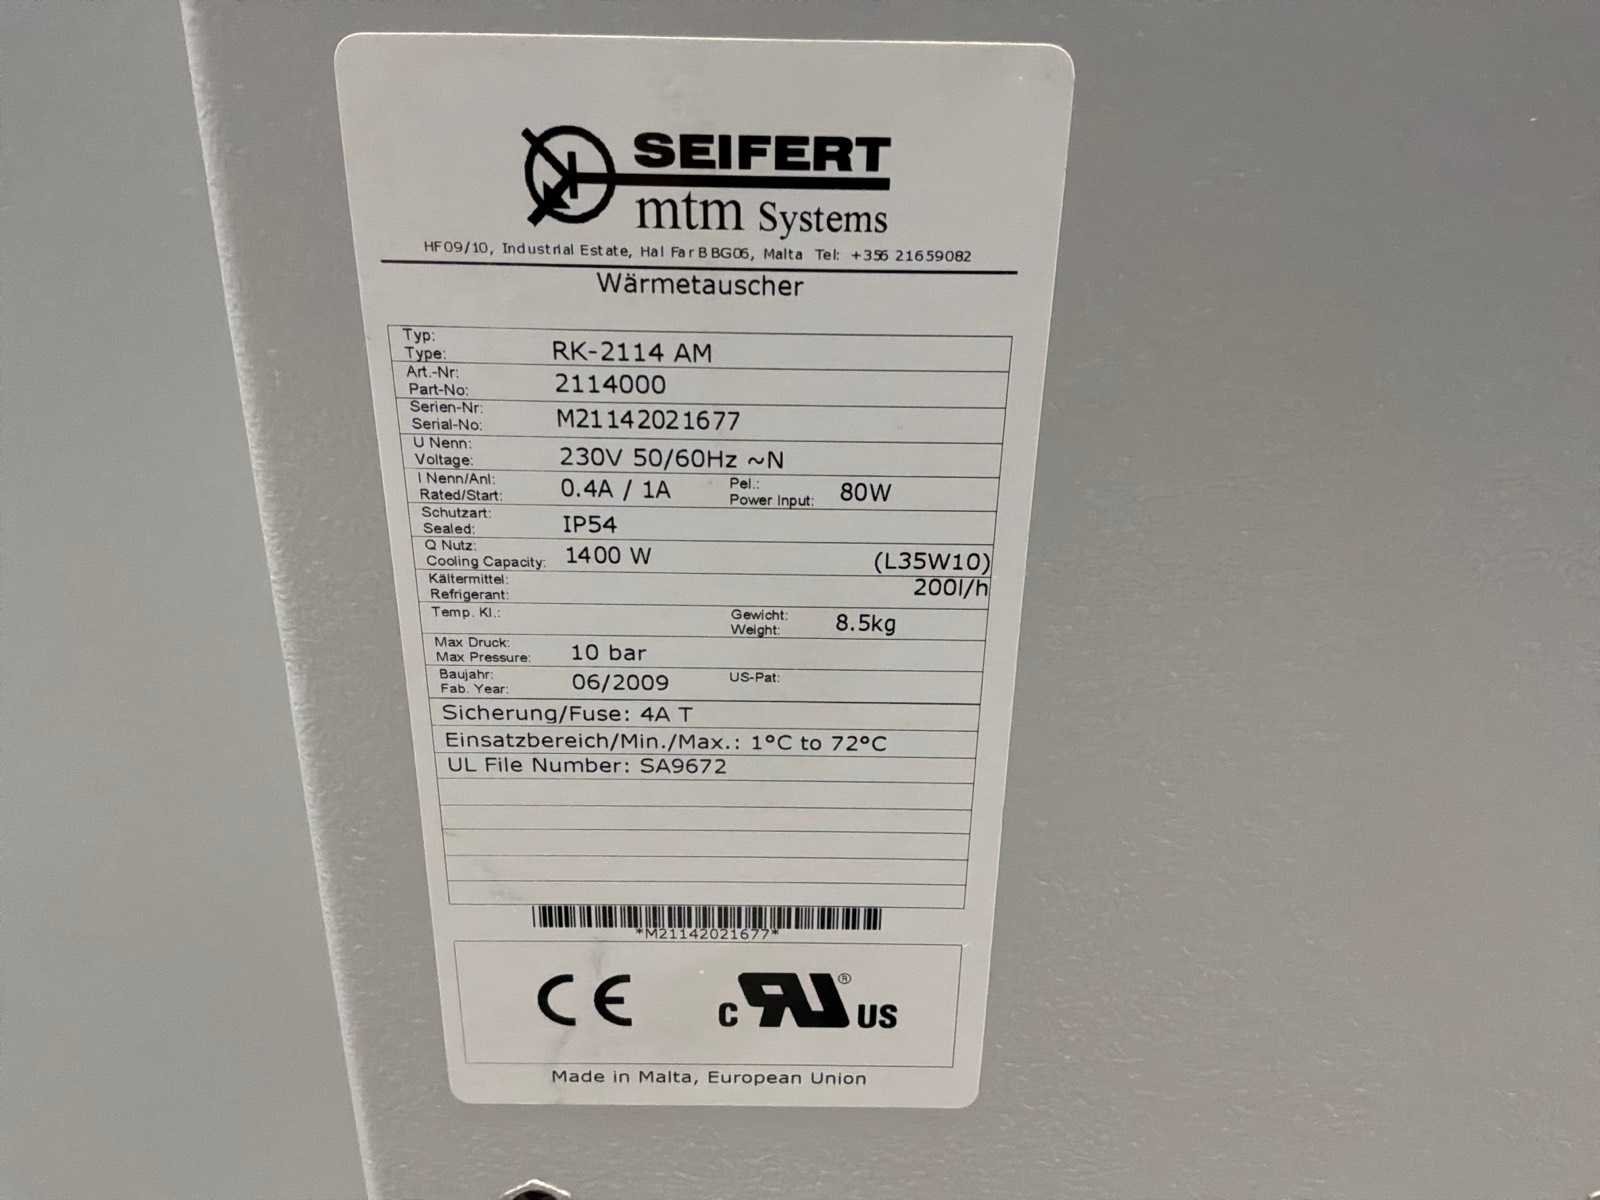 SEIFERT
mtm Systems
HF09/10, Industrial Estate, Hal Far BBG06, Malta Tel: +356 21659082
Wärmetauscher
Typ:
Type: RK-2114 AM
Art.-Nr:
Part-No: 2114000
Serien-Nr:
Serial-No: M21142021677
U Nenn:
Voltage: 230V 50/60Hz ~N
I Nenn/Anl: Pel.:
Rated/Start: 0.4A / 1A Power Input: 80W
Schutzart:
Sealed: IP54
Q Nutz:
Cooling Capacity: 1400 W (L35W10)
Kältermittel: 200l/h
Refrigerant:
Temp. Kl.: Gewicht:
Weight: 8.5kg
Max Druck:
Max Pressure: 10 bar
Baujahr: US-Pat:
Fab. Year: 06/2009
Sicherung/Fuse: 4A T
Einsatzbereich/Min./Max.: 1°C to 72°C
UL File Number: SA9672
*M21142021677*
CE c RU ® US
Made in Malta, European Union